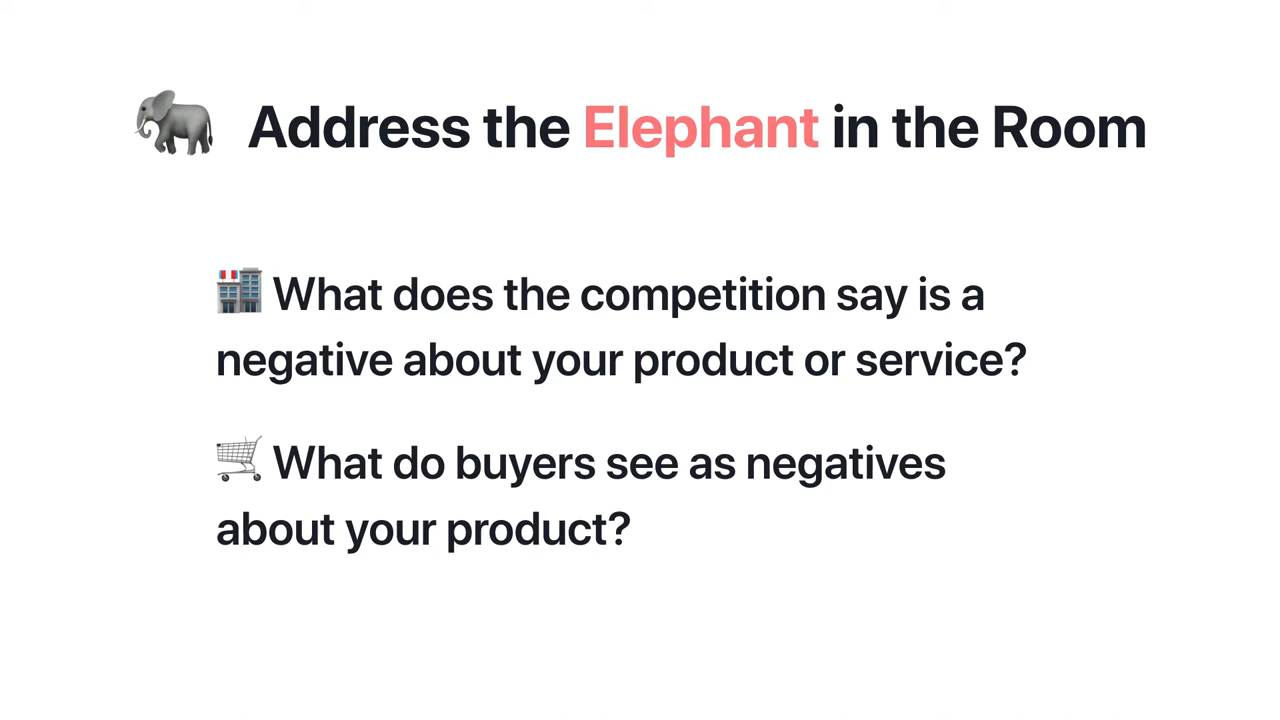 Address the Elephant in the Room
What does the competition say is a
negative about your product or service?
What do buyers see as negatives
about your product?